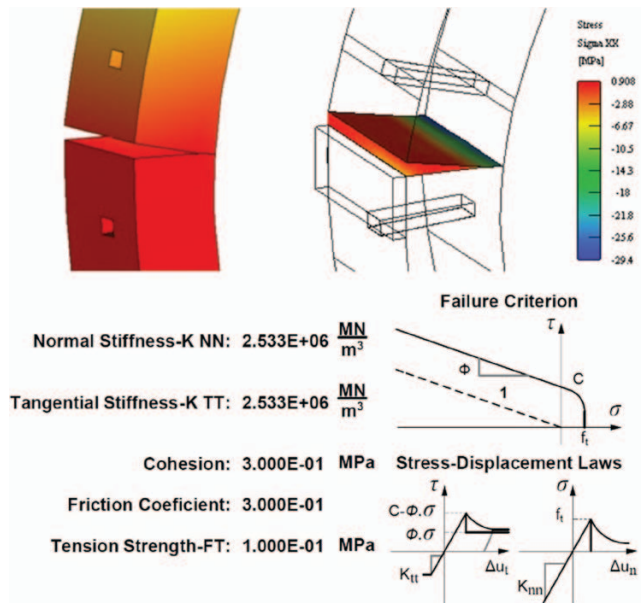 Stress
Sigma XX
[MPa]
0.908
-2.88
-6.67
-10.5
-14.3
-18
-21.8
-25.6
-29.4
Failure Criterion
τ
Φ
1
C
σ
fₜ
Normal Stiffness-K NN: 2.533E+06 MN/m³
Tangential Stiffness-K TT: 2.533E+06 MN/m³
Cohesion: 3.000E-01 MPa
Friction Coeficient: 3.000E-01
Tension Strength-FT: 1.000E-01 MPa
Stress-Displacement Laws
τ
C-Φ.σ
Φ.σ
Kₜₜ
Δuₜ
σ
fₜ
Kₙₙ
Δuₙ